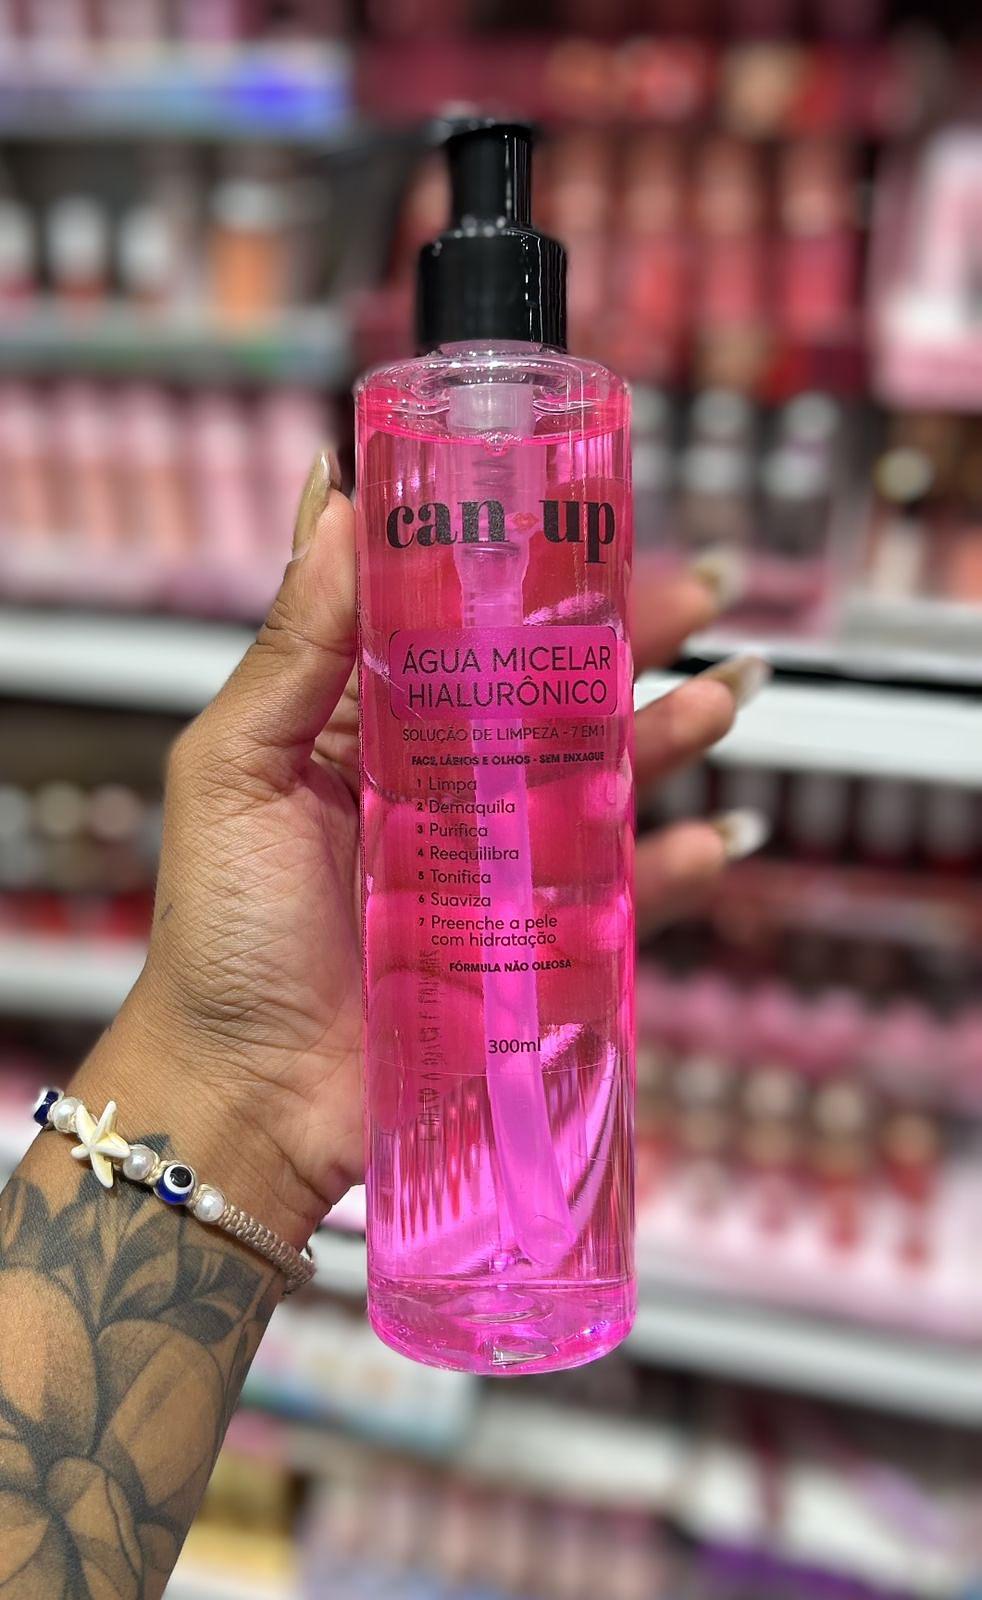 can up
ÁGUA MICELAR
HIALURÔNICO
SOLUÇÃO DE LIMPEZA - 7 EM 1
FACE, LÁBIOS E OLHOS - SEM ENXAGUE
1 Limpa
2 Demaquila
3 Purifica
4 Reequilibra
5 Tonifica
6 Suaviza
7 Preenche a pele
com hidratação
FÓRMULA NÃO OLEOSA
300ml